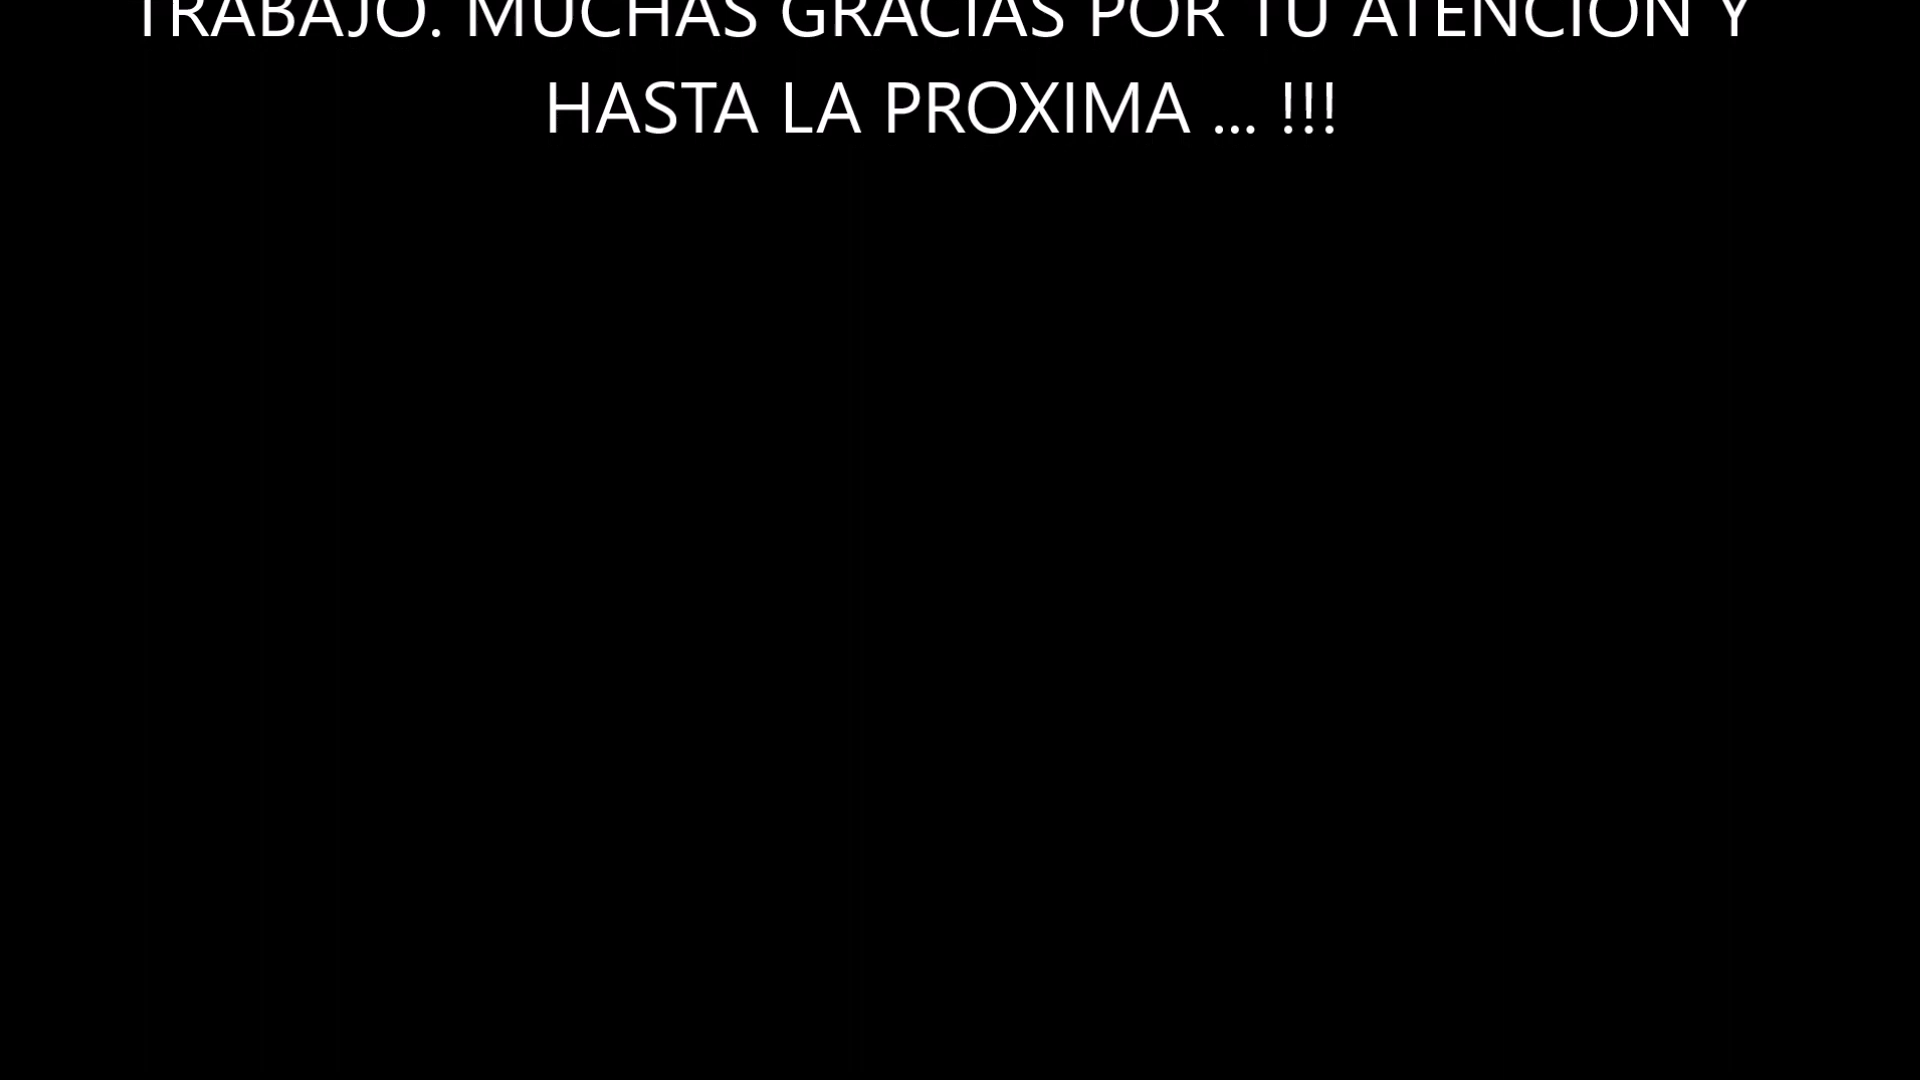 TRABAJO. MUCHAS GRACIAS POR TU ATENCION Y
HASTA LA PROXIMA ... !!!